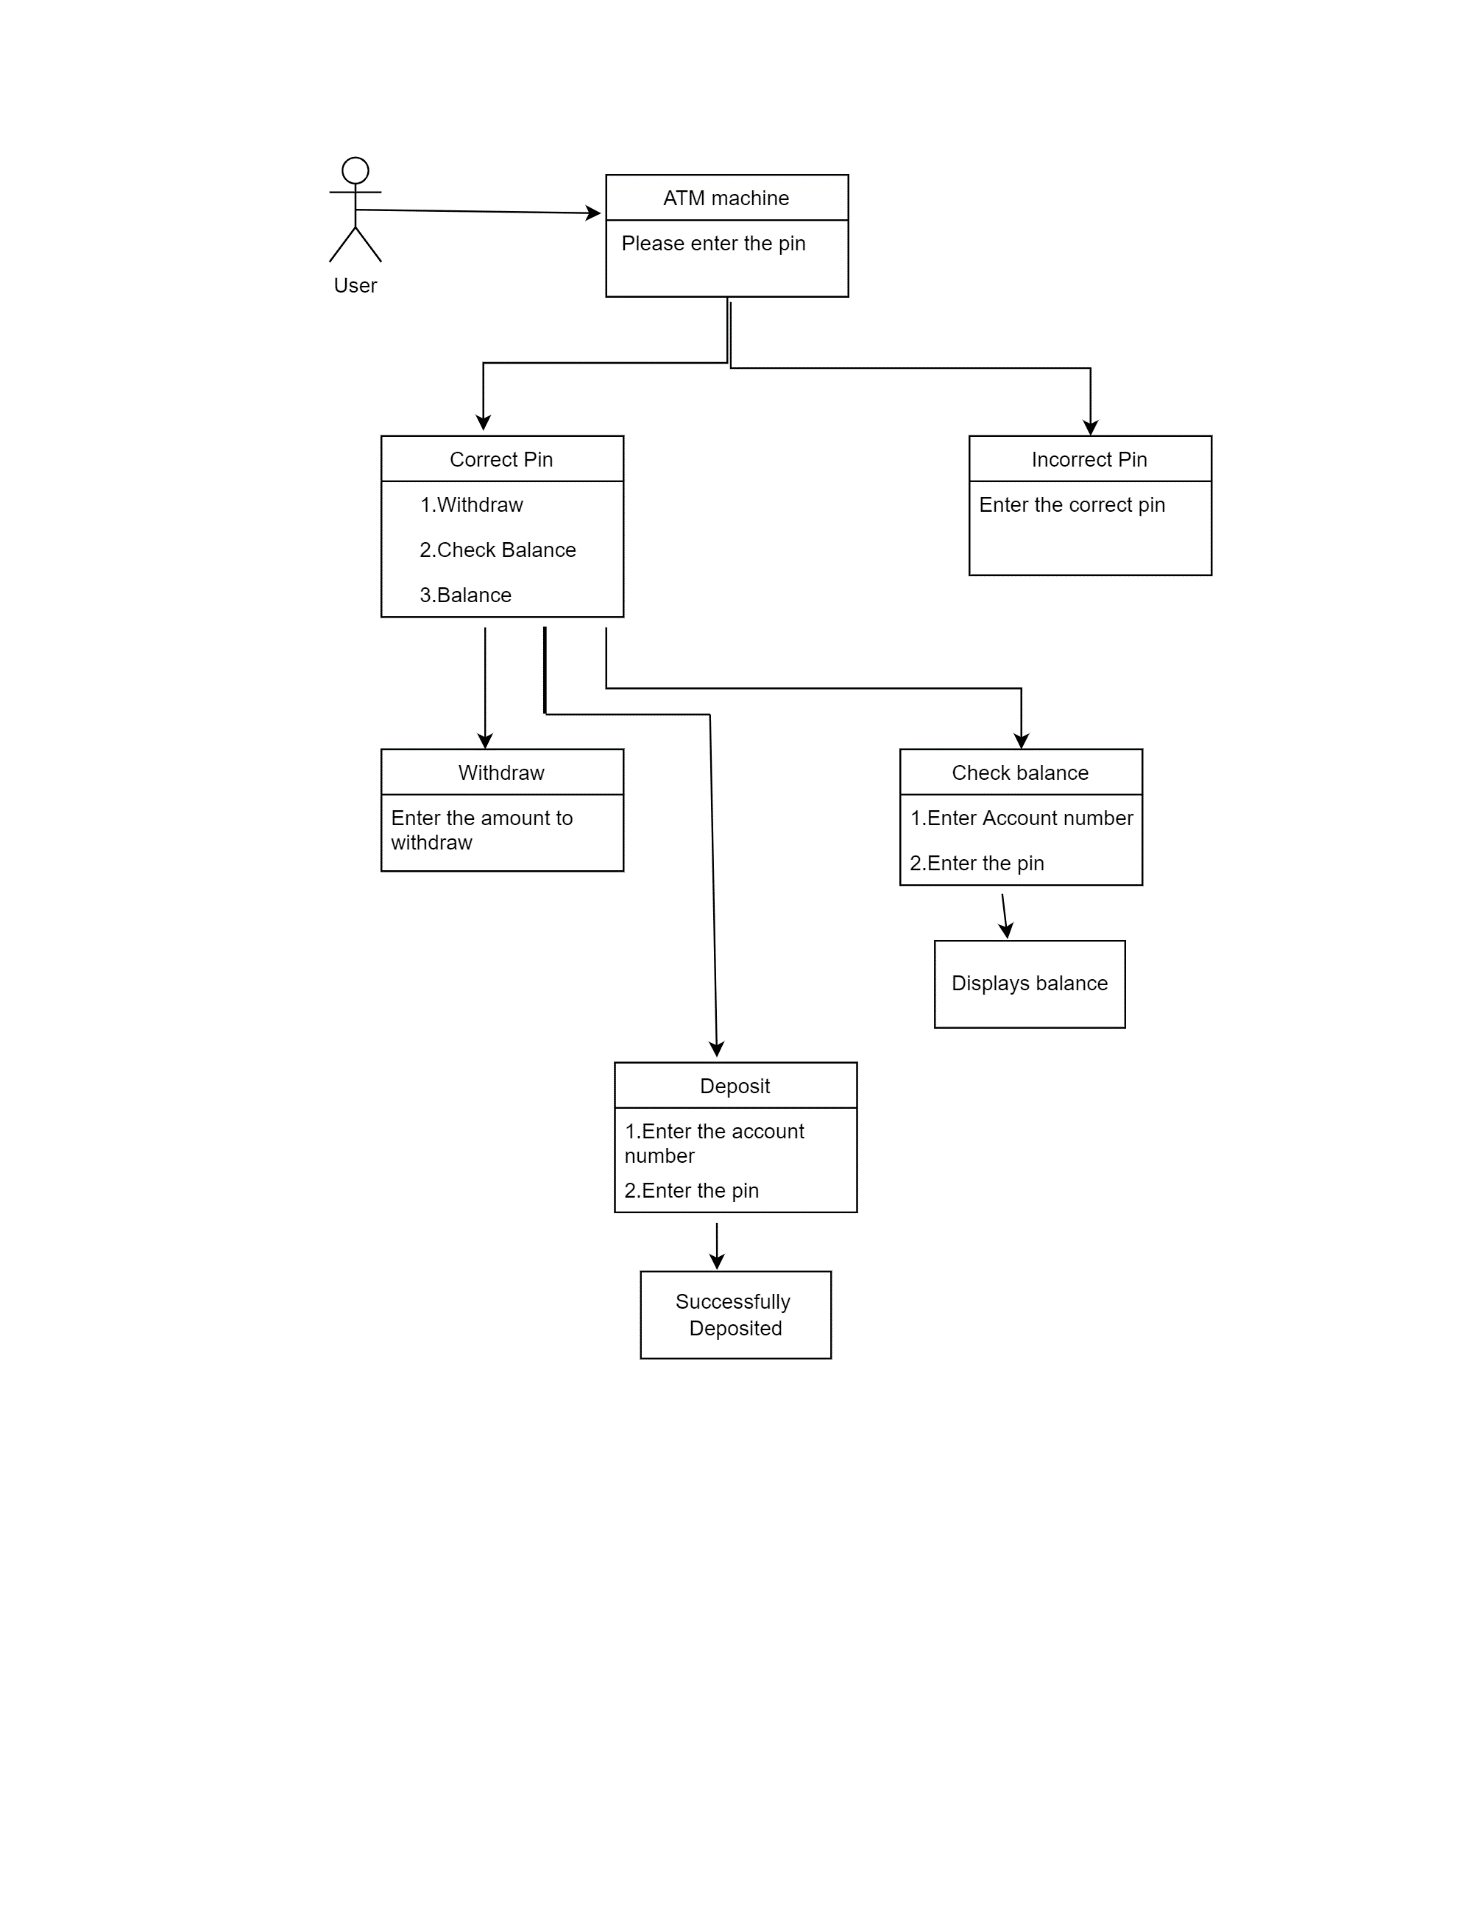 ATM machine
Please enter the pin
User
Correct Pin
1.Withdraw
2.Check Balance
3.Balance
Incorrect Pin
Enter the correct pin
Withdraw
Enter the amount to
withdraw
Check balance
1.Enter Account number
2.Enter the pin
Displays balance
Deposit
1.Enter the account
number
2.Enter the pin
Successfully
Deposited